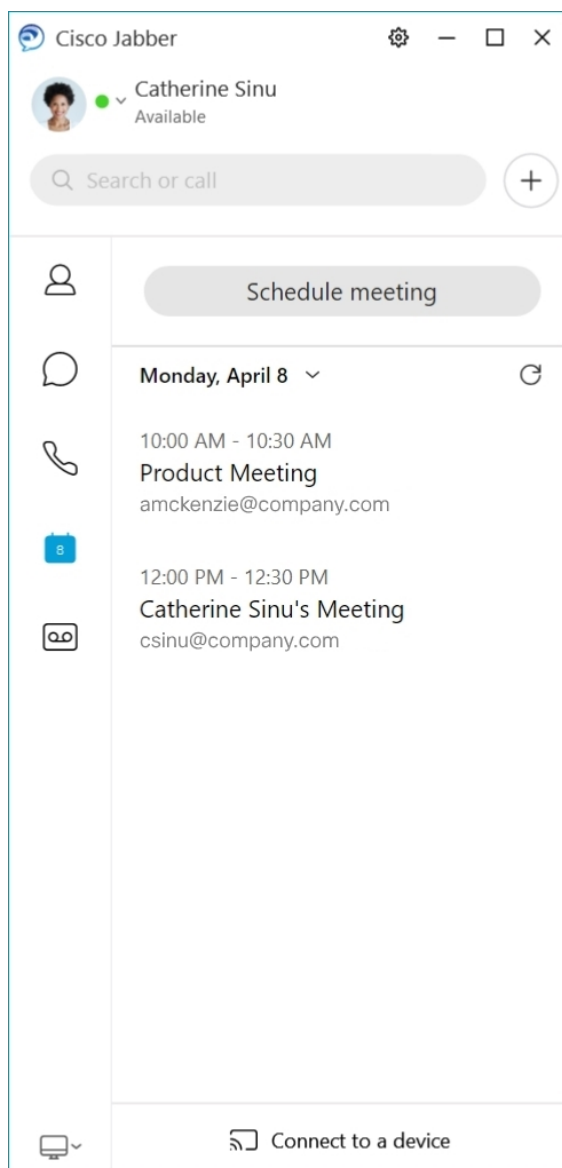 Cisco Jabber
Catherine Sinu
Available
Search or call
Schedule meeting
Monday, April 8
10:00 AM - 10:30 AM
Product Meeting
amckenzie@company.com
8
12:00 PM - 12:30 PM
Catherine Sinu's Meeting
csinu@company.com
Connect to a device